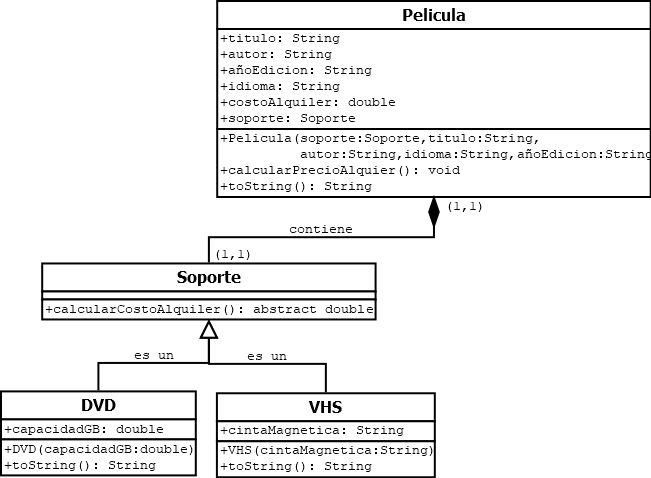 Pelicula
+titulo: String
+autor: String
+añoEdicion: String
+idioma: String
+costoAlquiler: double
+soporte: Soporte
+Pelicula(soporte:Soporte,titulo:String,
autor:String,idioma:String,añoEdicion:String
+calcularPrecioAlquier(): void
+toString(): String
(1,1)
contiene
(1,1)
Soporte
+calcularCostoAlquiler(): abstract double
es un
es un
DVD
+capacidadGB: double
+DVD(capacidadGB:double)
+toString(): String
VHS
+cintaMagnetica: String
+VHS(cintaMagnetica:String)
+toString(): String